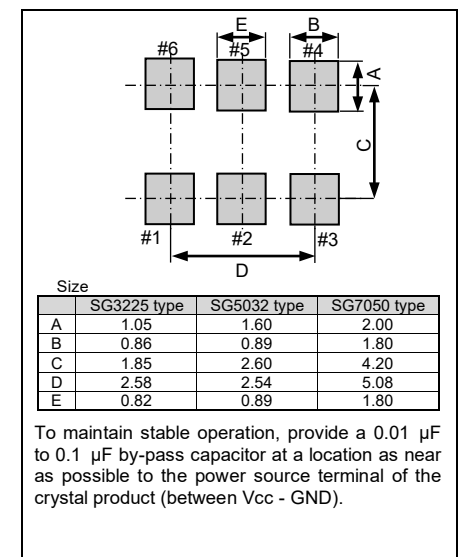 E B
#6 #5 #4
A
C
#1 #2 #3
D
Size
SG3225 type SG5032 type SG7050 type
A 1.05 1.60 2.00
B 0.86 0.89 1.80
C 1.85 2.60 4.20
D 2.58 2.54 5.08
E 0.82 0.89 1.80
To maintain stable operation, provide a 0.01 µF
to 0.1 µF by-pass capacitor at a location as near
as possible to the power source terminal of the
crystal product (between Vcc - GND).